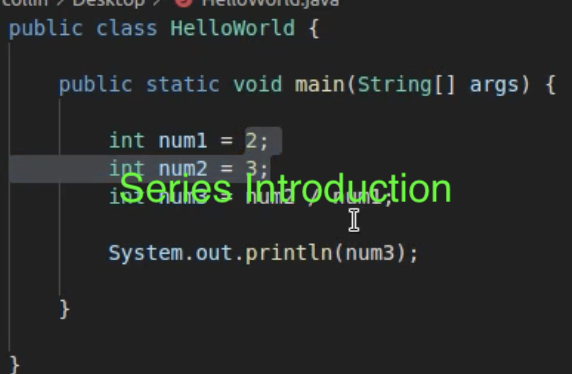 collin > Desktop > HelloWorld.java
public class HelloWorld {
public static void main(String[] args) {
int num1 = 2;
int num2 = 3;
Series Introduction
int num3 = num2 / num1;
System.out.println(num3);
}
}